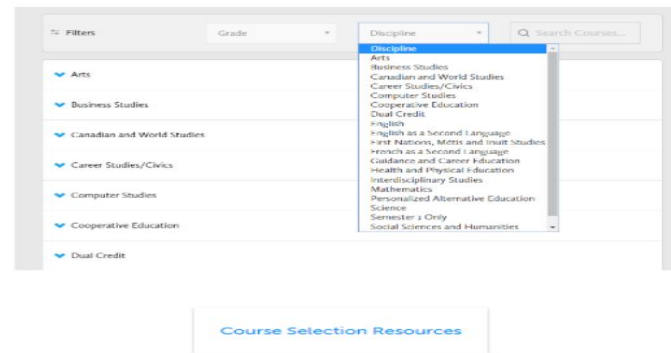 Filters Grade Discipline Search Courses...
Discipline
Arts
Business Studies
Canadian and World Studies
Career Studies/Civics
Computer Studies
Cooperative Education
Dual Credit
English
English as a Second Language
First Nations, Métis and Inuit Studies
French as a Second Language
Guidance and Career Education
Health and Physical Education
Interdisciplinary Studies
Mathematics
Personalized Alternative Education
Science
Semester 1 Only
Social Sciences and Humanities
Arts
Business Studies
Canadian and World Studies
Career Studies/Civics
Computer Studies
Cooperative Education
Dual Credit
Course Selection Resources